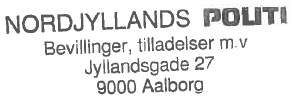 NORDJYLLANDS POLITI
Bevillinger, tilladelser m.v
Jyllandsgade 27
9000 Aalborg